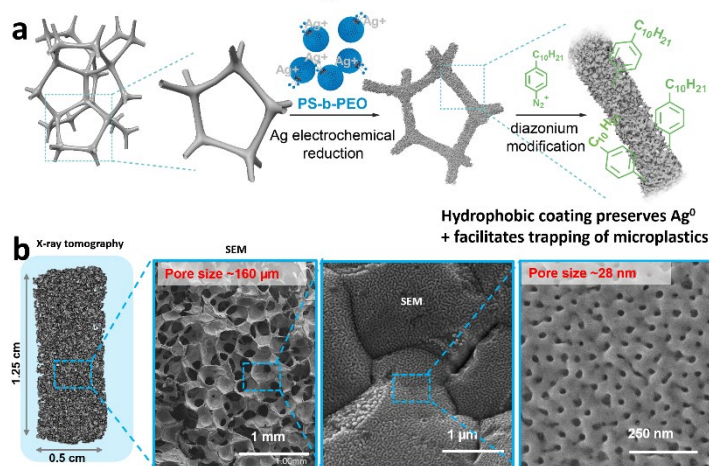 a
Ag+
Ag+
Ag+
Ag+
Ag+
PS-b-PEO
Ag electrochemical
reduction
C10H21
N2+
diazonium
modification
C10H21
C10H21
C10H21
Hydrophobic coating preserves Ag0
+ facilitates trapping of microplastics
b
X-ray tomography
1.25 cm
0.5 cm
SEM
Pore size ~160 µm
1 mm
1.00mm
SEM
1 µm
Pore size ~28 nm
250 nm